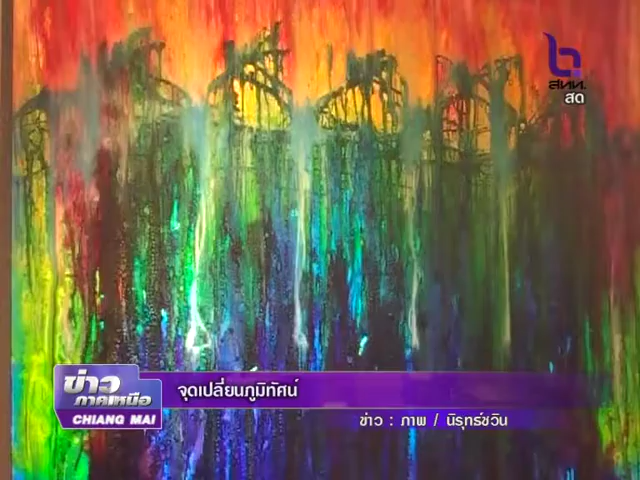 สทท.
สด
ข่าว
ภาคเหนือ
CHIANG MAI
จุดเปลี่ยนภูมิทัศน์
ข่าว : ภาพ / นิรุทธ์ชวิน